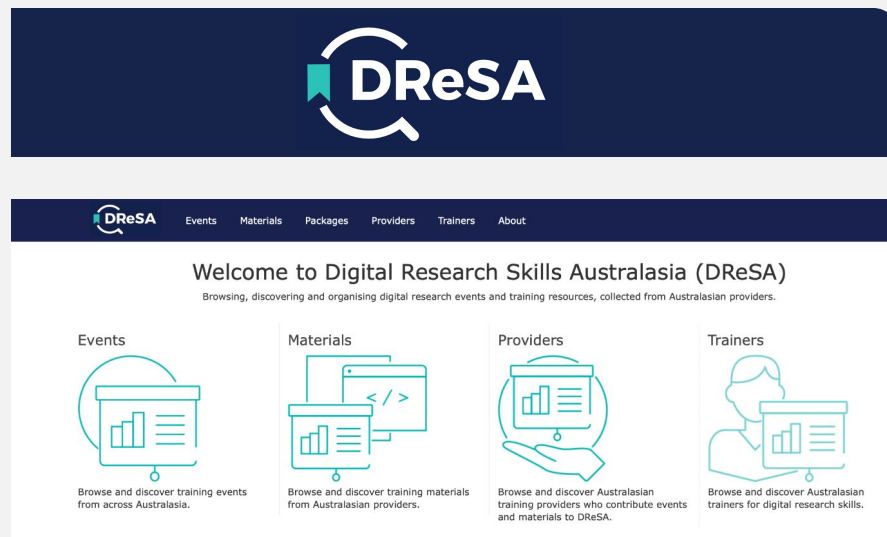 DReSA
DReSA Events Materials Packages Providers Trainers About
Welcome to Digital Research Skills Australasia (DReSA)
Browsing, discovering and organising digital research events and training resources, collected from Australasian providers.
Events
</>
Browse and discover training events
from across Australasia.
Materials
Browse and discover training materials
from Australasian providers.
Providers
Browse and discover Australasian
training providers who contribute events
and materials to DReSA.
Trainers
Browse and discover Australasian
trainers for digital research skills.